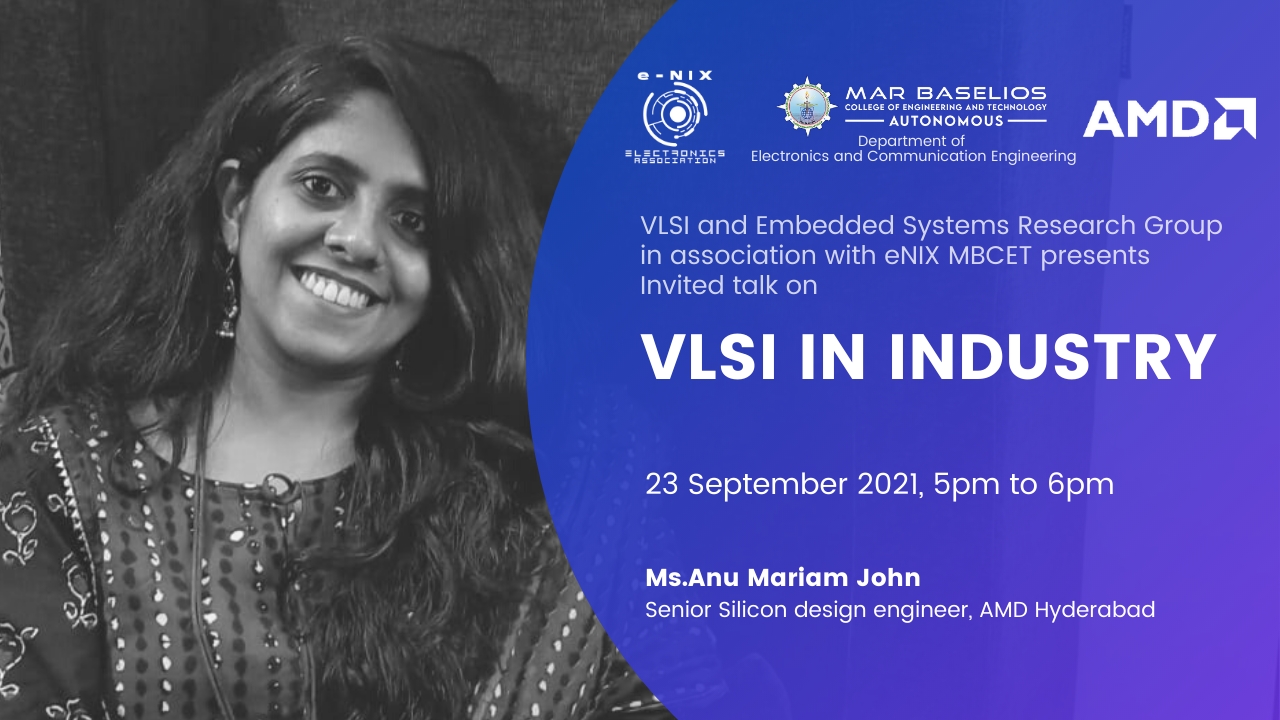 e-NIX
ELECTRONICS
ASSOCIATION
MAR BASELIOS
COLLEGE OF ENGINEERING AND TECHNOLOGY
AUTONOMOUS
Department of
Electronics and Communication Engineering
AMD
VLSI and Embedded Systems Research Group
in association with eNIX MBCET presents
Invited talk on
VLSI IN INDUSTRY
23 September 2021, 5pm to 6pm
Ms.Anu Mariam John
Senior Silicon design engineer, AMD Hyderabad